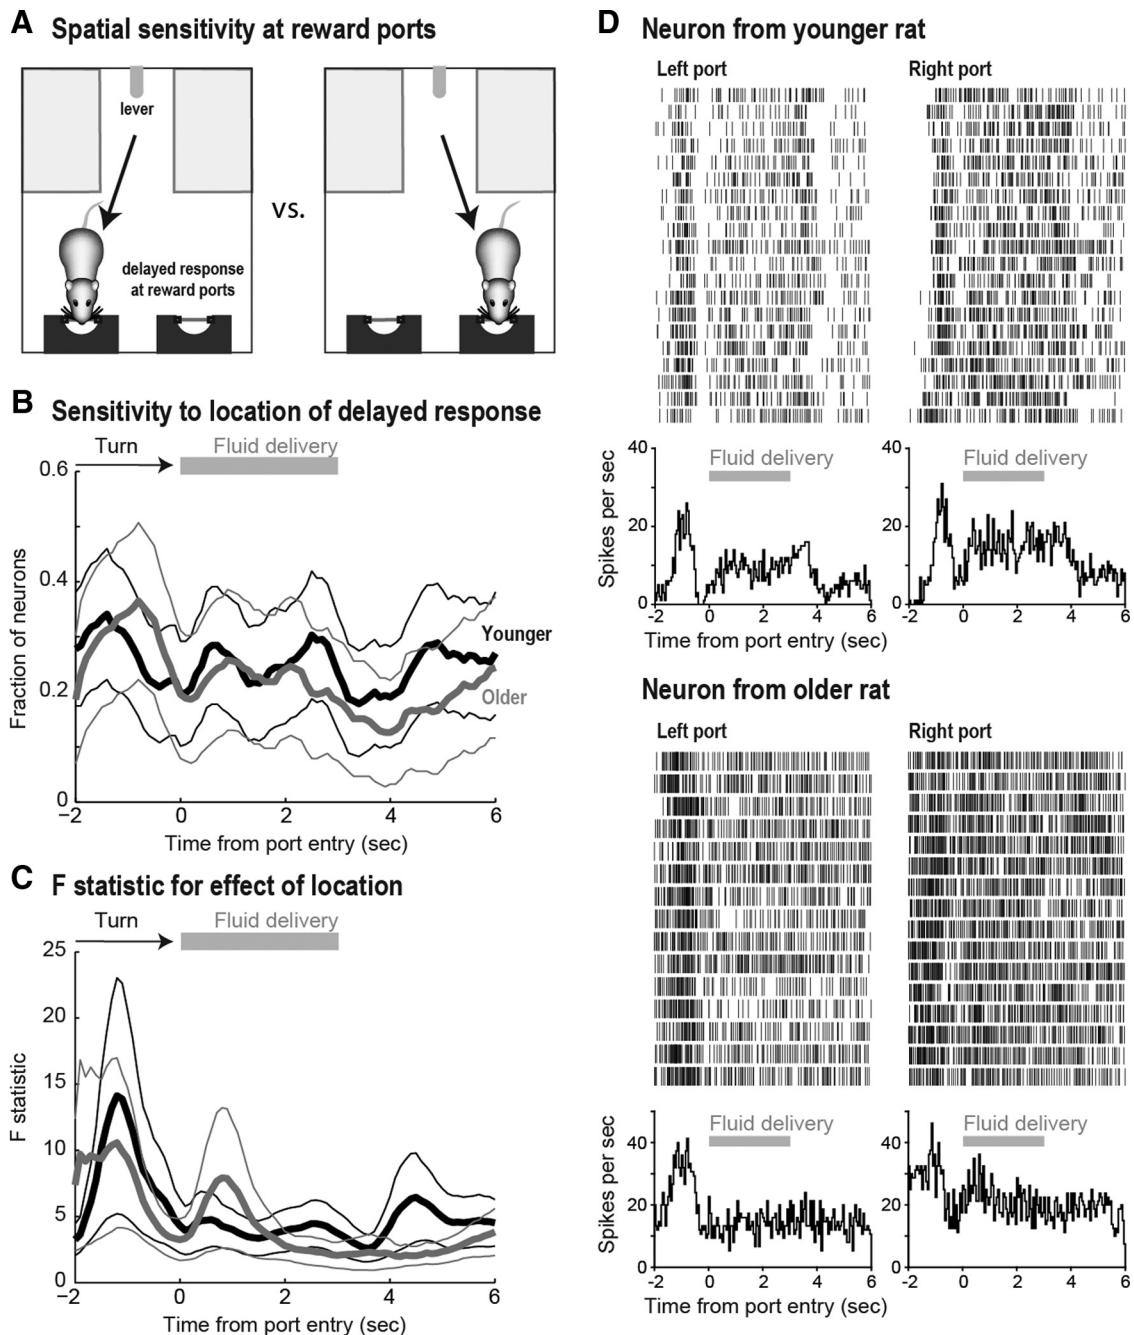 A Spatial sensitivity at reward ports
lever
vs.
delayed response
at reward ports
B Sensitivity to location of delayed response
Turn
Fluid delivery
Fraction of neurons
0.6
0.4
0.2
0
Younger
Older
−2 0 2 4 6
Time from port entry (sec)
C F statistic for effect of location
Turn
Fluid delivery
F statistic
25
20
15
10
5
0
−2 0 2 4 6
Time from port entry (sec)
D Neuron from younger rat
Left port
Right port
Spikes per sec
40
20
0
Fluid delivery
−2 0 2 4 6
40
20
0
Fluid delivery
−2 0 2 4 6
Time from port entry (sec)
Neuron from older rat
Left port
Right port
Spikes per sec
40
20
0
Fluid delivery
−2 0 2 4 6
40
20
0
Fluid delivery
−2 0 2 4 6
Time from port entry (sec)